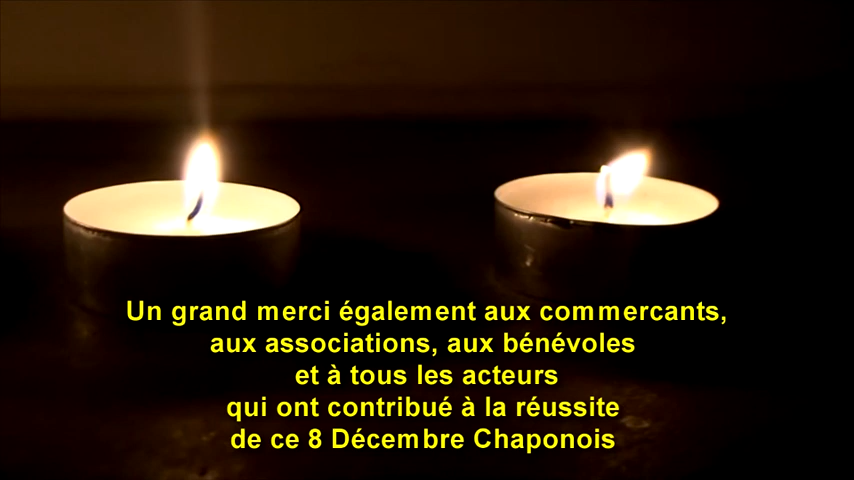 Un grand merci également aux commercants,
aux associations, aux bénévoles
et à tous les acteurs
qui ont contribué à la réussite
de ce 8 Décembre Chaponois